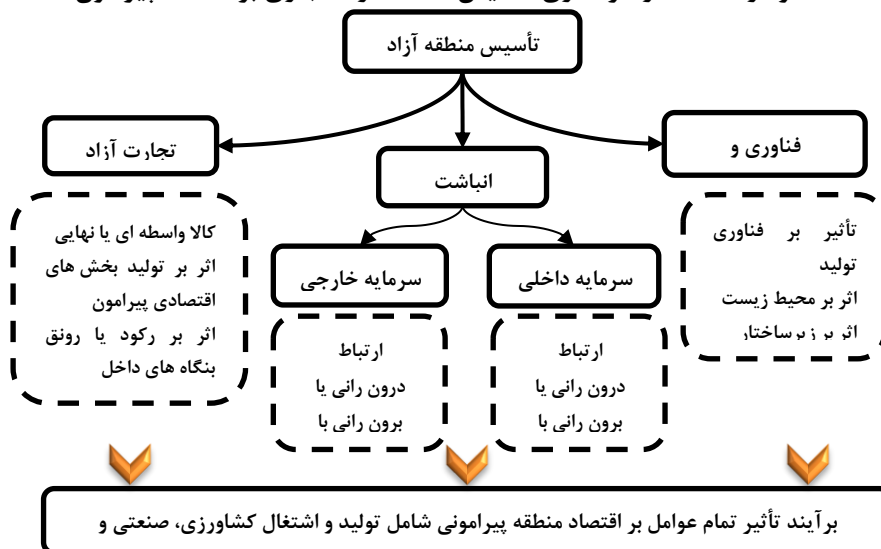 تأسیس منطقه آزاد
فناوری و
تجارت آزاد
انباشت
تأثیر بر فناوری
تولید
اثر بر محیط زیست
اثر بر زیرساختار
کالا واسطه ای یا نهایی
اثر بر تولید بخش های
اقتصادی پیرامون
اثر بر رکود یا رونق
بنگاه های داخل
سرمایه داخلی
سرمایه خارجی
ارتباط
درون رانی یا
برون رانی با
ارتباط
درون رانی یا
برون رانی با
برآیند تأثیر تمام عوامل بر اقتصاد منطقه پیرامونی شامل تولید و اشتغال کشاورزی، صنعتی و